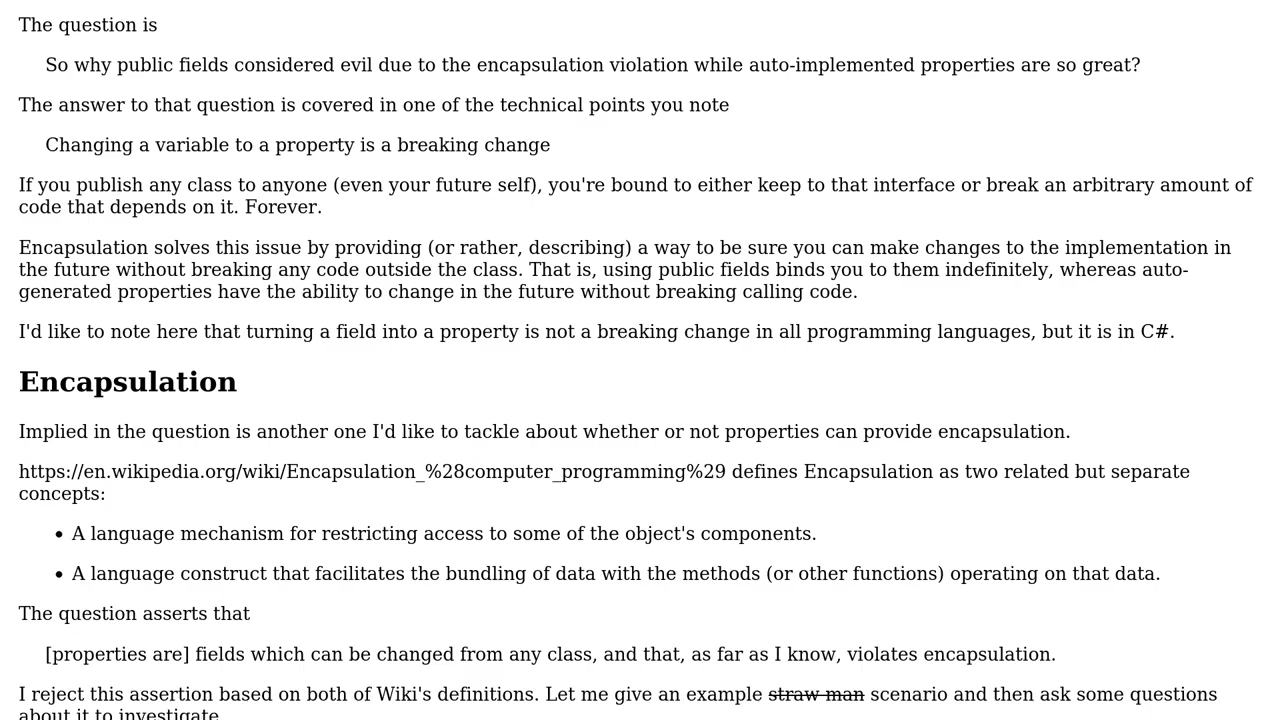 The question is
So why public fields considered evil due to the encapsulation violation while auto-implemented properties are so great?
The answer to that question is covered in one of the technical points you note
Changing a variable to a property is a breaking change
If you publish any class to anyone (even your future self), you're bound to either keep to that interface or break an arbitrary amount of
code that depends on it. Forever.
Encapsulation solves this issue by providing (or rather, describing) a way to be sure you can make changes to the implementation in
the future without breaking any code outside the class. That is, using public fields binds you to them indefinitely, whereas auto-
generated properties have the ability to change in the future without breaking calling code.
I'd like to note here that turning a field into a property is not a breaking change in all programming languages, but it is in C#.
Encapsulation
Implied in the question is another one I'd like to tackle about whether or not properties can provide encapsulation.
https://en.wikipedia.org/wiki/Encapsulation_%28computer_programming%29 defines Encapsulation as two related but separate
concepts:
• A language mechanism for restricting access to some of the object's components.
• A language construct that facilitates the bundling of data with the methods (or other functions) operating on that data.
The question asserts that
[properties are] fields which can be changed from any class, and that, as far as I know, violates encapsulation.
I reject this assertion based on both of Wiki's definitions. Let me give an example straw man scenario and then ask some questions
about it to investigate.